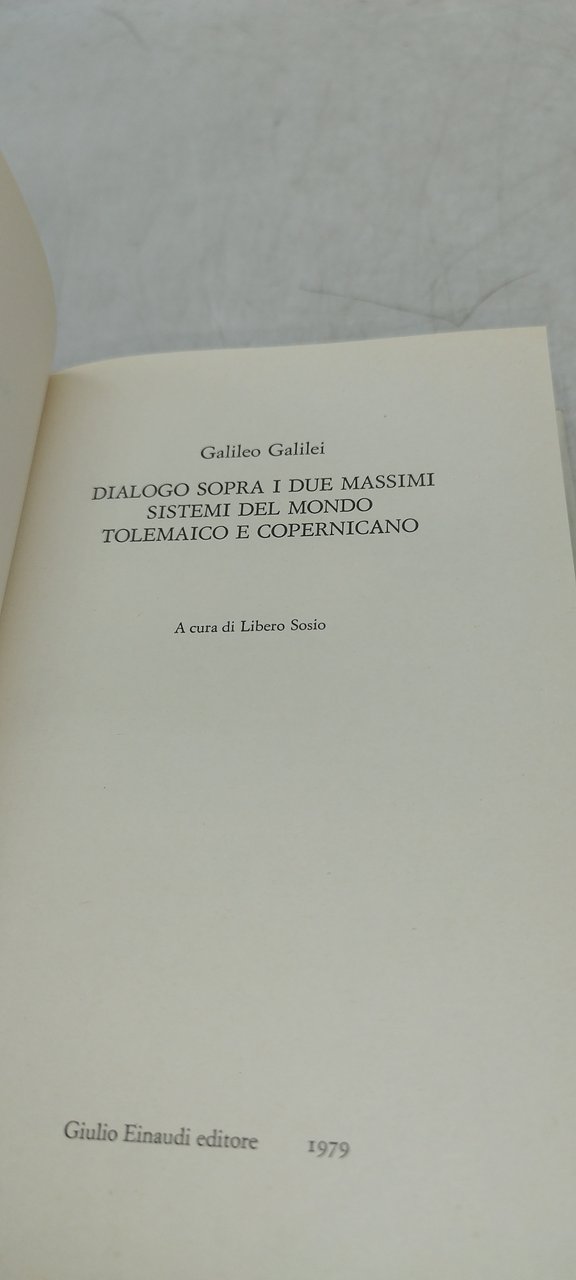 Galileo Galilei
DIALOGO SOPRA I DUE MASSIMI
SISTEMI DEL MONDO
TOLEMAICO E COPERNICANO
A cura di Libero Sosio
Giulio Einaudi editore 1979